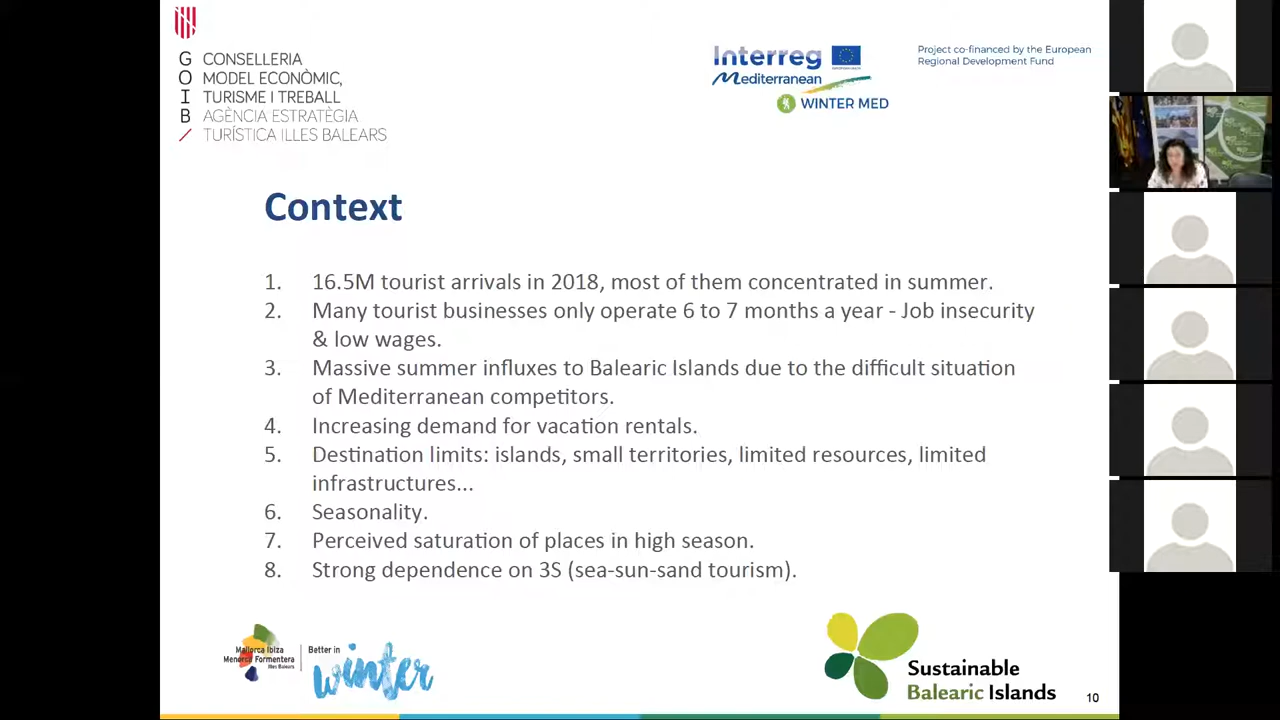 G CONSELLERIA
O MODEL ECONÒMIC,
I TURISME I TREBALL
B AGÈNCIA ESTRATÈGIA
/ TURÍSTICA ILLES BALEARS
Interreg
Mediterranean
WINTER MED
Project co-financed by the European
Regional Development Fund
Context
1. 16.5M tourist arrivals in 2018, most of them concentrated in summer.
2. Many tourist businesses only operate 6 to 7 months a year - Job insecurity
& low wages.
3. Massive summer influxes to Balearic Islands due to the difficult situation
of Mediterranean competitors.
4. Increasing demand for vacation rentals.
5. Destination limits: islands, small territories, limited resources, limited
infrastructures...
6. Seasonality.
7. Perceived saturation of places in high season.
8. Strong dependence on 3S (sea-sun-sand tourism).
Mallorca Ibiza
Menorca Formentera
Illes Balears
Better in
winter
Sustainable
Balearic Islands
10